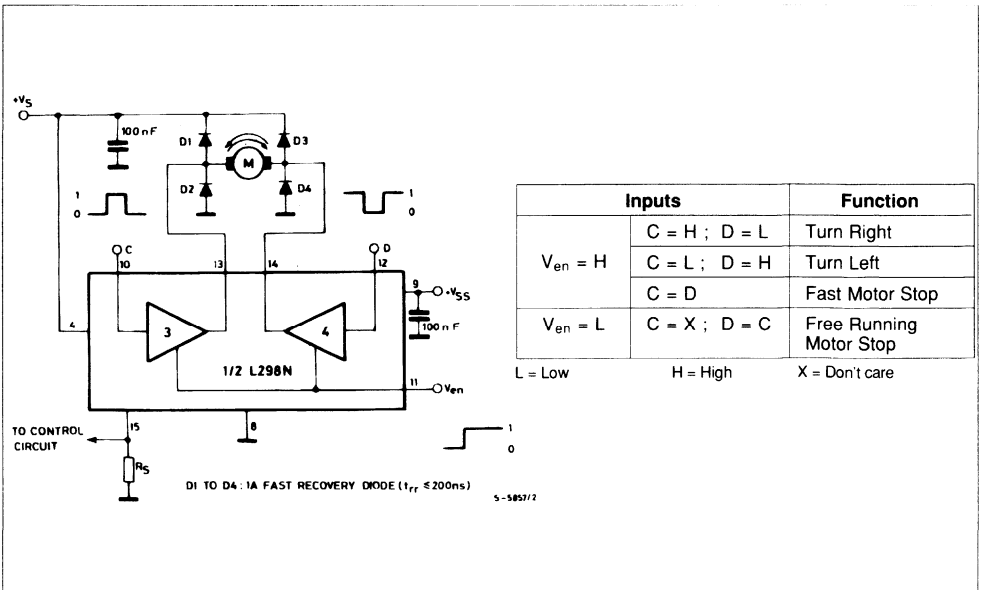 +Vs
100nF
D1
D3
M
D2
D4
1
0
1
0
C
10
13
14
D
12
9
+VSS
100nF
4
3
4
1/2 L298N
11
Ven
15
8
TO CONTROL
CIRCUIT
RS
1
0
D1 TO D4 : 1A FAST RECOVERY DIODE (trr ≤ 200ns)
S-5857/2
Inputs Function
Ven = H C = H ; D = L Turn Right
C = L ; D = H Turn Left
C = D Fast Motor Stop
Ven = L C = X ; D = C Free Running
Motor Stop
L = Low H = High X = Don't care